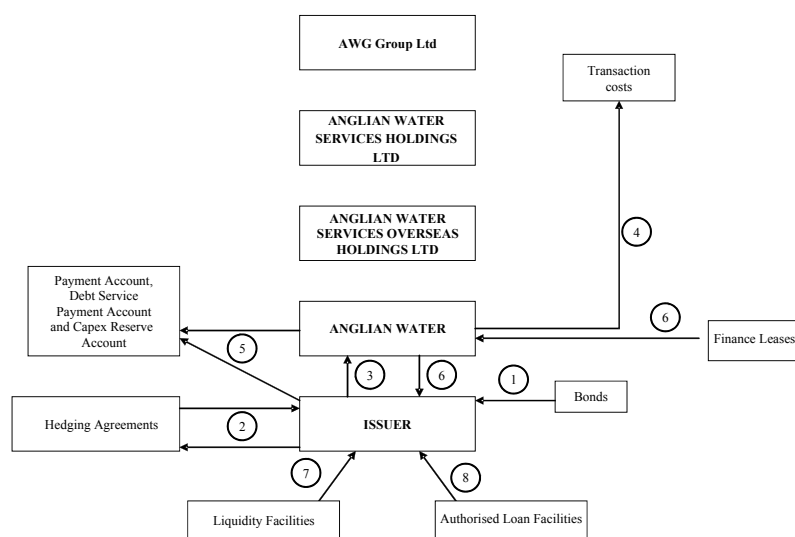 AWG Group Ltd
Transaction
costs
ANGLIAN WATER
SERVICES HOLDINGS
LTD
ANGLIAN WATER
SERVICES OVERSEAS
HOLDINGS LTD
4
Payment Account,
Debt Service
Payment Account
and Capex Reserve
Account
ANGLIAN WATER
6
Finance Leases
5
3
6
1
Bonds
Hedging Agreements
2
ISSUER
7
8
Liquidity Facilities
Authorised Loan Facilities